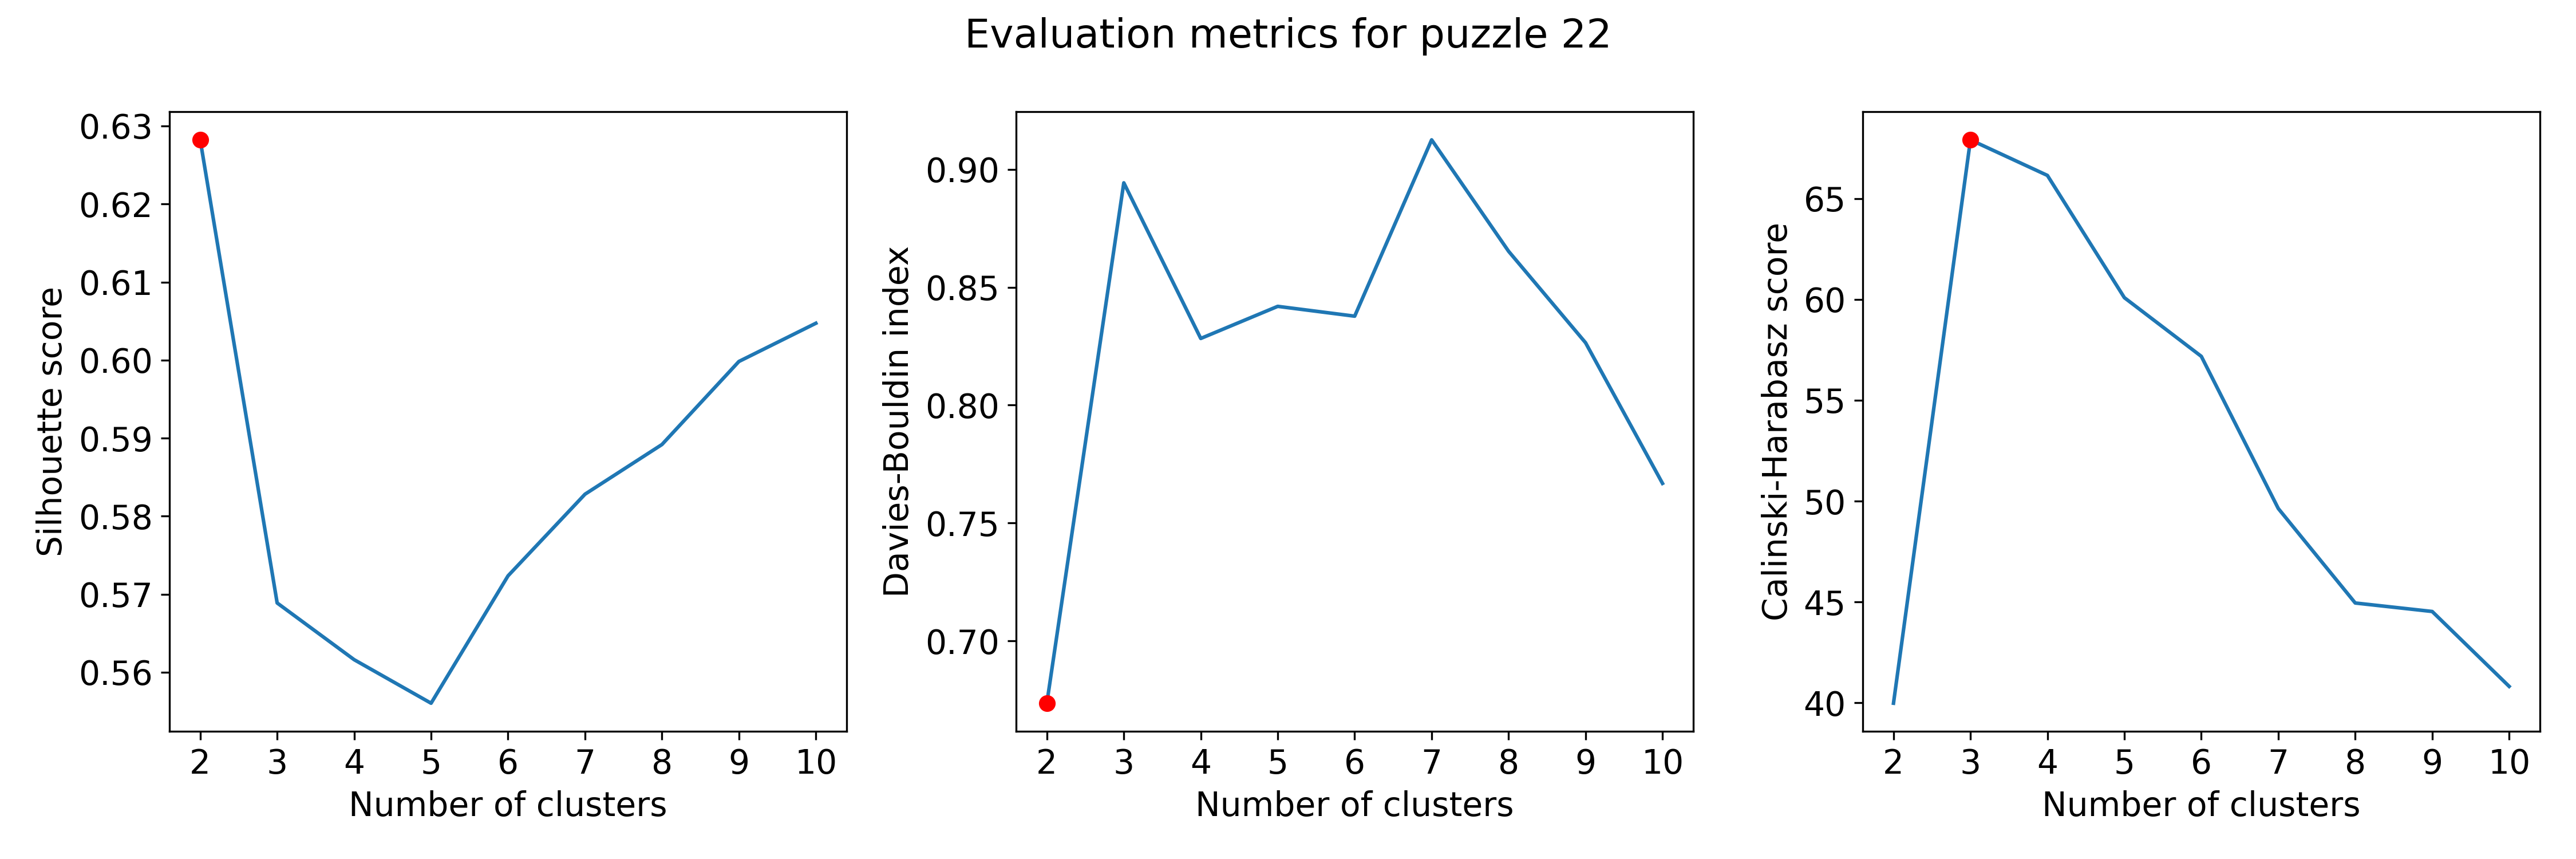 Evaluation metrics for puzzle 22
Silhouette score
0.63
0.62
0.61
0.60
0.59
0.58
0.57
0.56
2 3 4 5 6 7 8 9 10
Number of clusters
Davies-Bouldin index
0.90
0.85
0.80
0.75
0.70
2 3 4 5 6 7 8 9 10
Number of clusters
Calinski-Harabasz score
65
60
55
50
45
40
2 3 4 5 6 7 8 9 10
Number of clusters